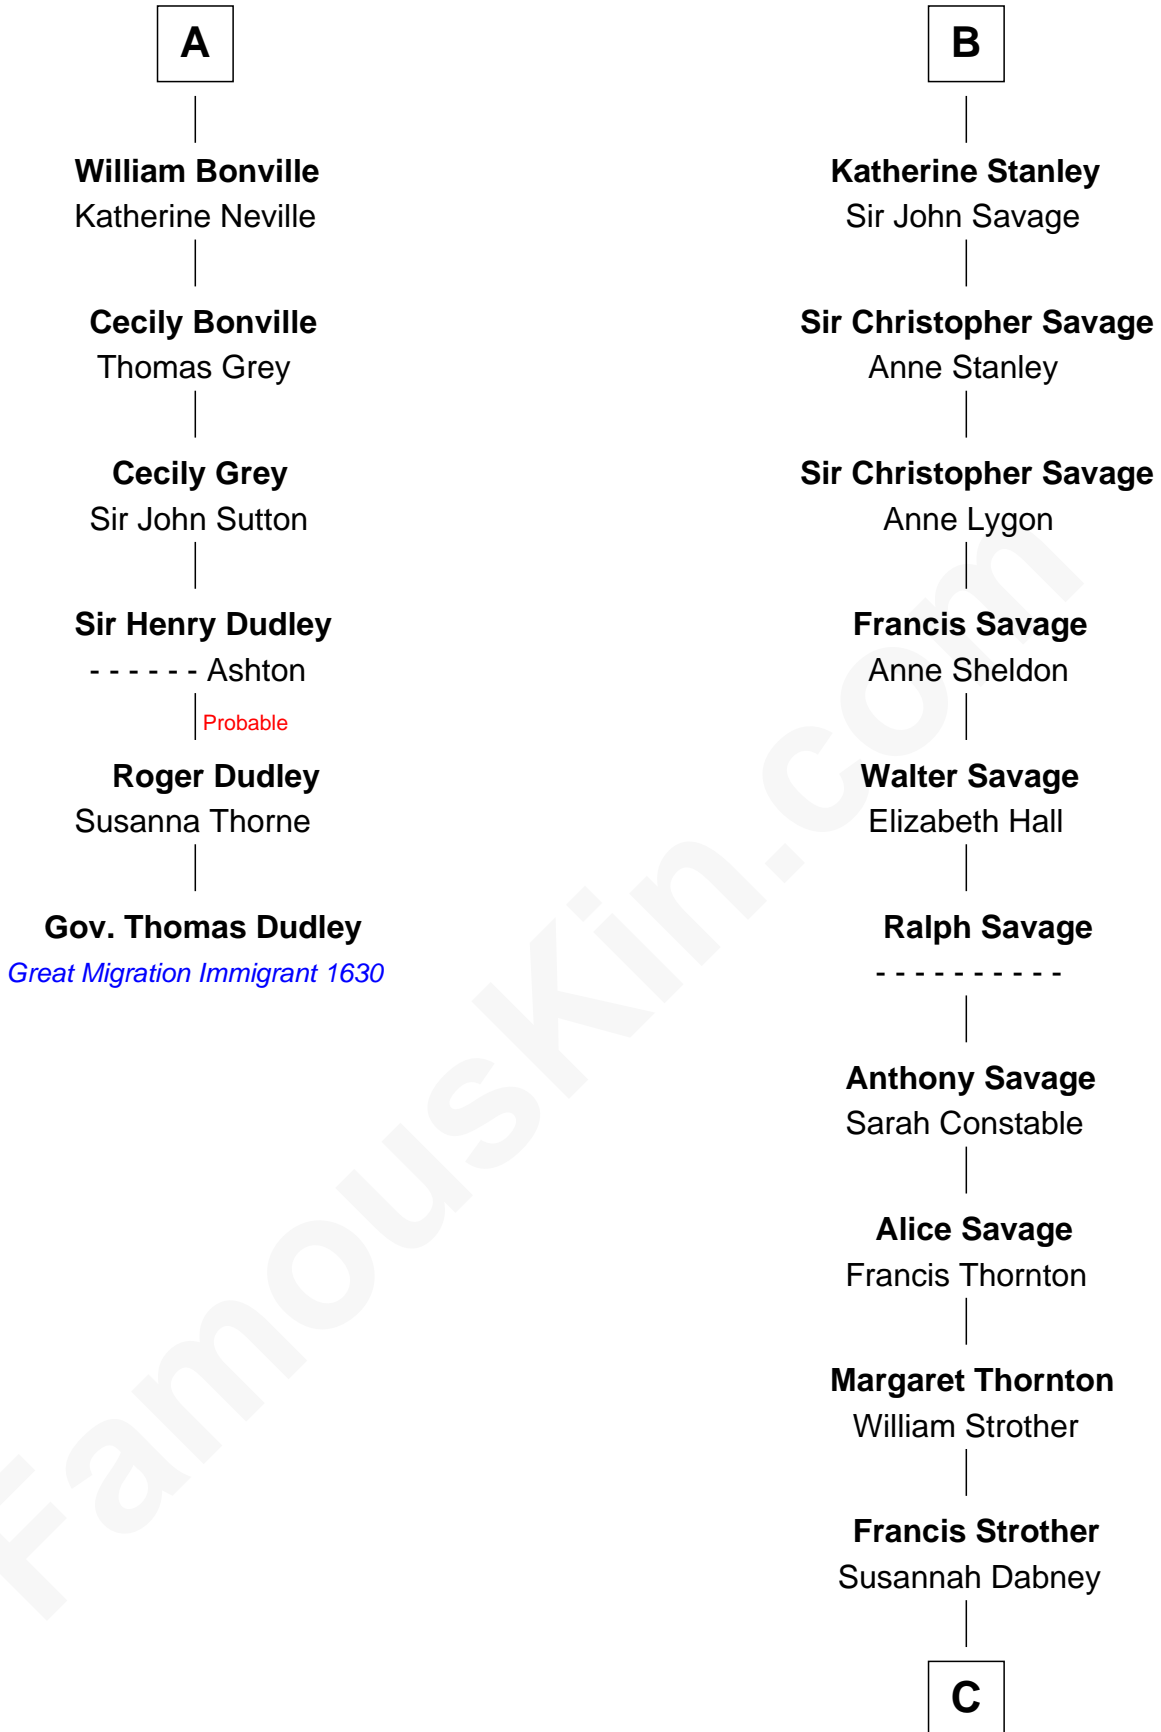 A
William Bonville
Katherine Neville
Cecily Bonville
Thomas Grey
Cecily Grey
Sir John Sutton
Sir Henry Dudley
- - - - - - Ashton
Probable
Roger Dudley
Susanna Thorne
Gov. Thomas Dudley
Great Migration Immigrant 1630
B
Katherine Stanley
Sir John Savage
Sir Christopher Savage
Anne Stanley
Sir Christopher Savage
Anne Lygon
Francis Savage
Anne Sheldon
Walter Savage
Elizabeth Hall
Ralph Savage
- - - - - - - - - -
Anthony Savage
Sarah Constable
Alice Savage
Francis Thornton
Margaret Thornton
William Strother
Francis Strother
Susannah Dabney
C
FamousKin.com